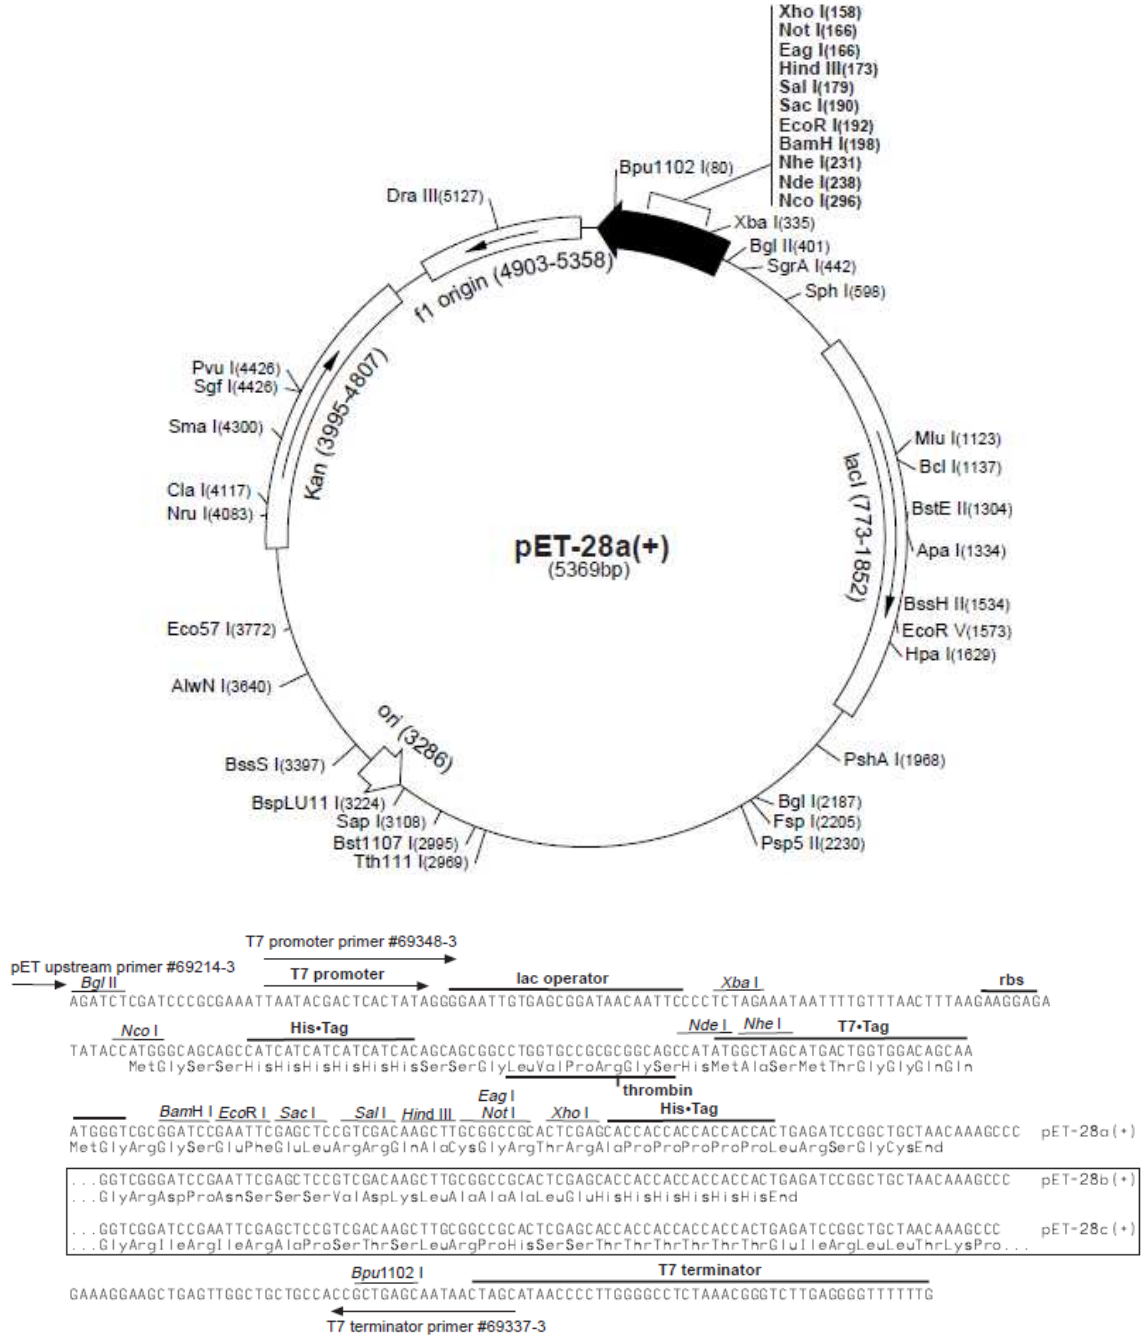 Xho I(158)
Not I(166)
Eag I(166)
Hind III(173)
Sal I(179)
Sac I(190)
EcoR I(192)
BamH I(198)
Nhe I(231)
Nde I(238)
Nco I(296)
Bpu1102 I(80)
Dra III(5127)
Xba I(335)
Bgl II(401)
SgrA I(442)
Sph I(598)
f1 origin (4903-5358)
Pvu I(4426)
Sgf I(4426)
Sma I(4300)
Kan (3995-4807)
Cla I(4117)
Nru I(4083)
Mlu I(1123)
Bcl I(1137)
lacI (773-1852)
BstE II(1304)
Apa I(1334)
pET-28a(+)
(5369bp)
BssH II(1534)
EcoR V(1573)
Hpa I(1629)
Eco57 I(3772)
AlwN I(3640)
ori (3286)
BssS I(3397)
PshA I(1968)
BspLU11 I(3224)
Sap I(3108)
Bst1107 I(2995)
Tth111 I(2969)
Bgl I(2187)
Fsp I(2205)
Psp5 II(2230)
T7 promoter primer #69348-3
pET upstream primer #69214-3
Bgl II T7 promoter lac operator Xba I rbs
AGATCTCGATCCCGCGAAATTAATACGACTCACTATAGGGGAATTGTGAGCGGATAACAATTCCCCTCTAGAAATAATTTTGTTTAACTTTAAGAAGGAGA
Nco I His•Tag Nde I Nhe I T7•Tag
TATACCATGGGCAGCAGCCATCATCATCATCATCACAGCAGCGGCCTGGTGCCGCGCGGCAGCCATATGGCTAGCATGACTGGTGGACAGCAA
MetGlySerSerHisHisHisHisHisHisSerSerGlyLeuValProArgGlySerHisMetAlaSerMetThrGlyGlyGlnGln
thrombin
BamH I EcoR I Sac I Sal I Hind III Eag I Not I Xho I His•Tag
ATGGGTCGCGGATCCGAATTCGAGCTCCGTCGACAAGCTTGCGGCCGCACTCGAGCACCACCACCACCACCACTGAGATCCGGCTGCTAACAAAGCCC pET-28a(+)
MetGlyArgGlySerGluPheGluLeuArgArgGlnAlaCysGlyArgThrArgAlaProProProProProProLeuArgSerGlyCysEnd
...GGTCGGGATCCGAATTCGAGCTCCGTCGACAAGCTTGCGGCCGCACTCGAGCACCACCACCACCACCACTGAGATCCGGCTGCTAACAAAGCCC pET-28b(+)
...GlyArgAspProAsnSerSerSerValAspLysLeuAlaAlaAlaLeuGluHisHisHisHisHisHisEnd
...GGTCGGATCCGAATTCGAGCTCCGTCGACAAGCTTGCGGCCGCACTCGAGCACCACCACCACCACCACTGAGATCCGGCTGCTAACAAAGCCC pET-28c(+)
...GlyArgIleArgIleArgAlaProSerThrSerLeuArgProHisSerSerThrThrThrThrThrThrGluIleArgLeuLeuThrLysPro...
Bpu1102 I T7 terminator
GAAAGGAAGCTGAGTTGGCTGCTGCCACCGCTGAGCAATAACTAGCATAACCCCTTGGGGCCTCTAAACGGGTCTTGAGGGGTTTTTTG
T7 terminator primer #69337-3